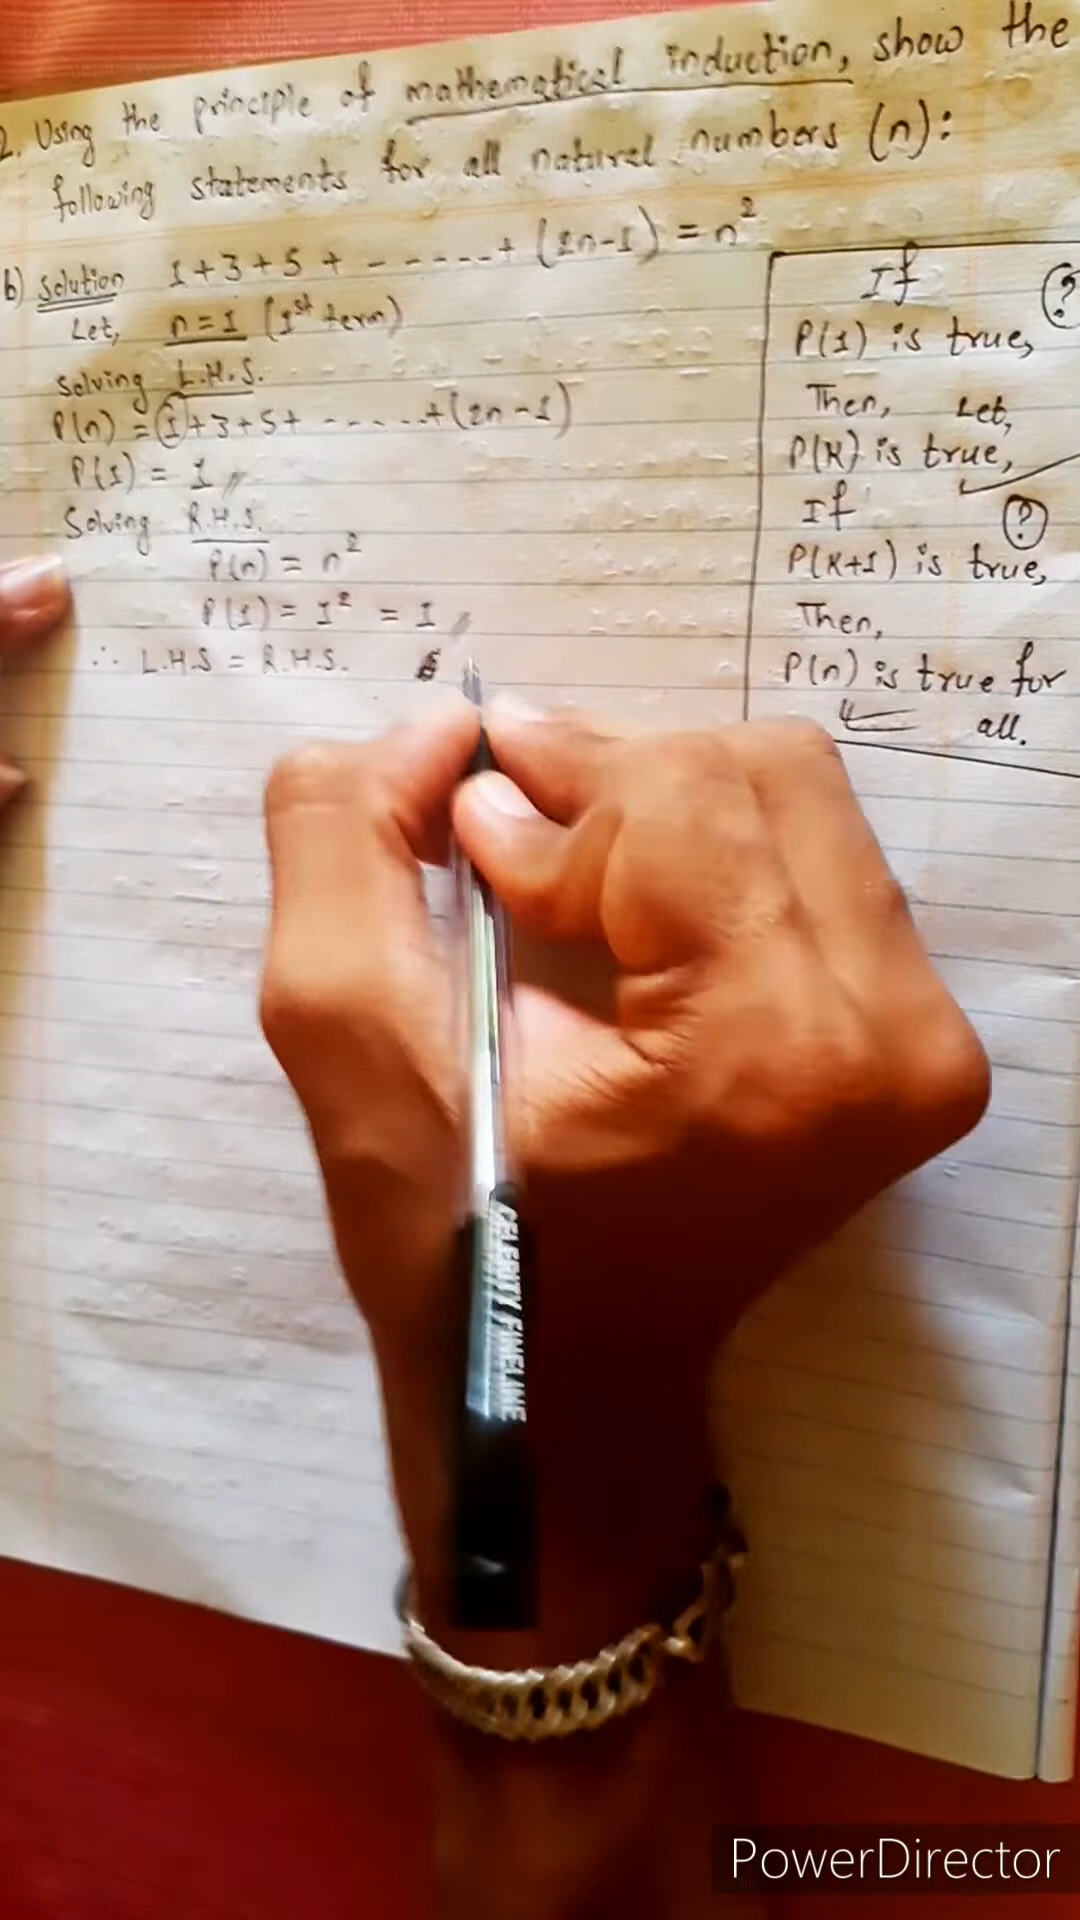 2. Using the principle of mathematical induction, show the
following statements for all natural numbers (n):
b) Solution 1+3+5+ ------+ (2n-1) = n²
Let, n=1 (1st term)
Solving L.H.S.
P(n) = 1+3+5+ ------+(2n-1)
P(1) = 1
Solving R.H.S.
P(n) = n²
P(1) = 1² = 1
∴ L.H.S = R.H.S.
If ?
P(1) is true,
Then, Let,
P(K) is true,
If ?
P(K+1) is true,
Then,
P(n) is true for
all.
CELERITY FINELINE
PowerDirector